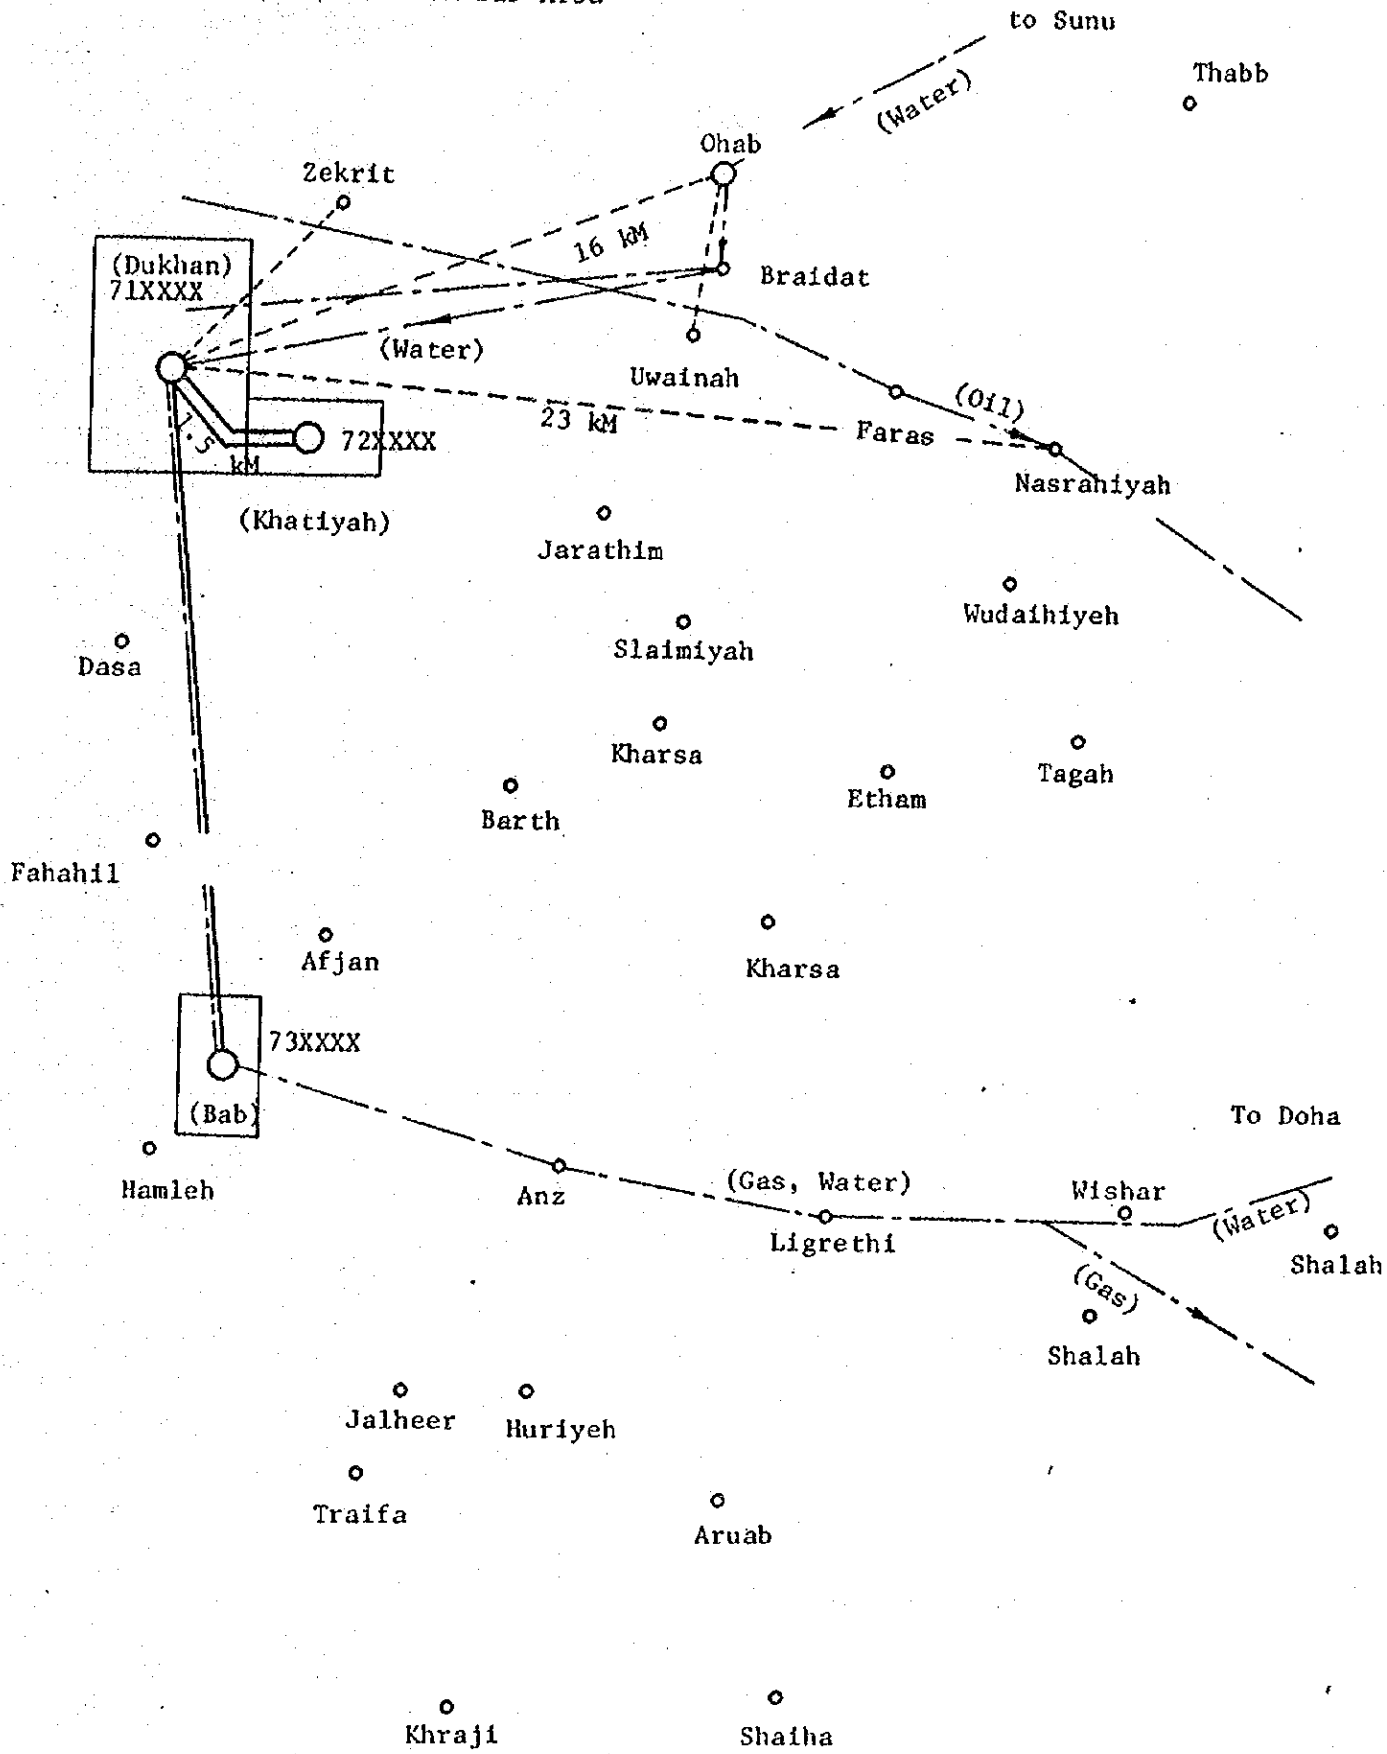 to Sunu
Thabb
(Water)
Ohab
Zekrit
16 kM
(Dukhan)
71XXXX
Braidat
(Water)
Uwainah
(Oil)
23 kM
Faras
72XXXX
1.5
kM
Nasrahiyah
(Khatiyah)
Jarathim
Wudaihiyeh
Slaimiyah
Dasa
Kharsa
Tagah
Etham
Barth
Fahahil
Afjan
Kharsa
73XXXX
(Bab)
To Doha
Hamleh
Anz
(Gas, Water)
Wishar
(Water)
Ligrethi
Shalah
(Gas)
Shalah
Jalheer
Huriyeh
Traifa
Aruab
Khraji
Shaiha